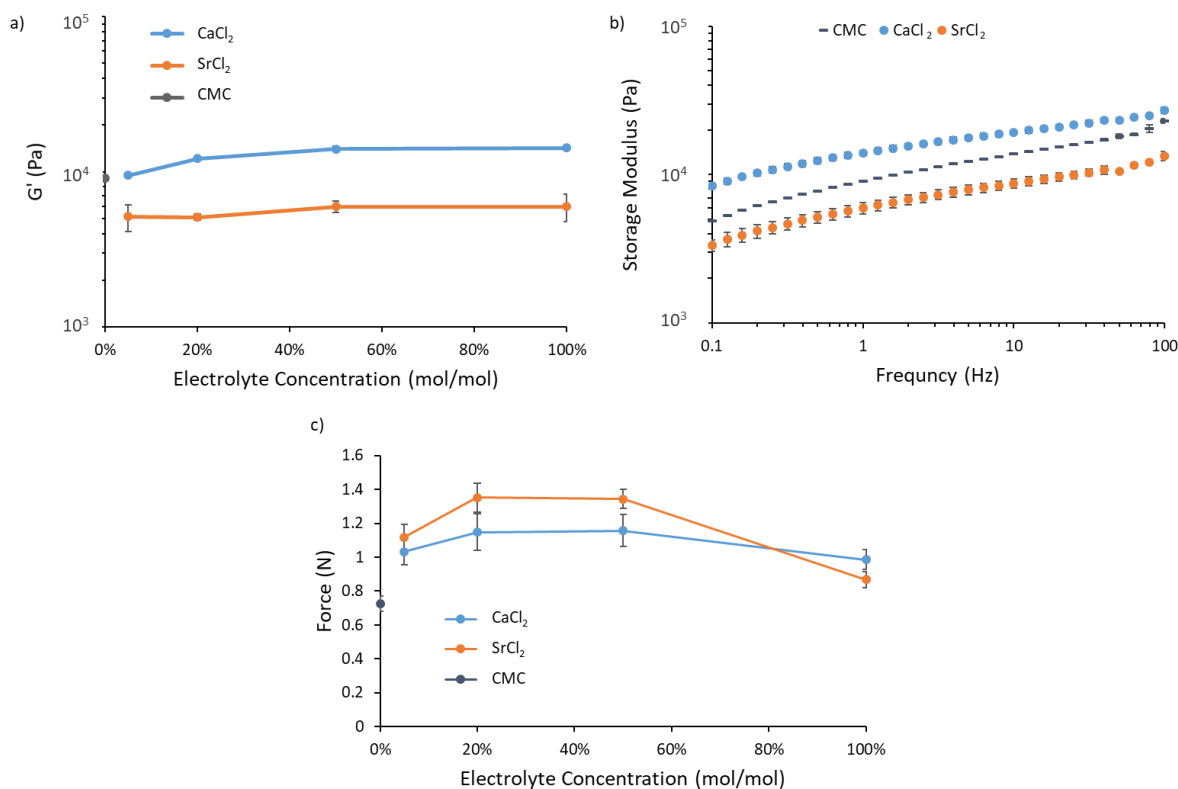 a)
10⁵
10⁴
10³
G' (Pa)
CaCl₂
SrCl₂
CMC
0% 20% 40% 60% 80% 100%
Electrolyte Concentration (mol/mol)
b)
CMC CaCl₂ SrCl₂
10⁵
10⁴
10³
Storage Modulus (Pa)
0.1 1 10 100
Frequncy (Hz)
c)
1.6
1.4
1.2
1
0.8
0.6
0.4
0.2
0
Force (N)
CaCl₂
SrCl₂
CMC
0% 20% 40% 60% 80% 100%
Electrolyte Concentration (mol/mol)